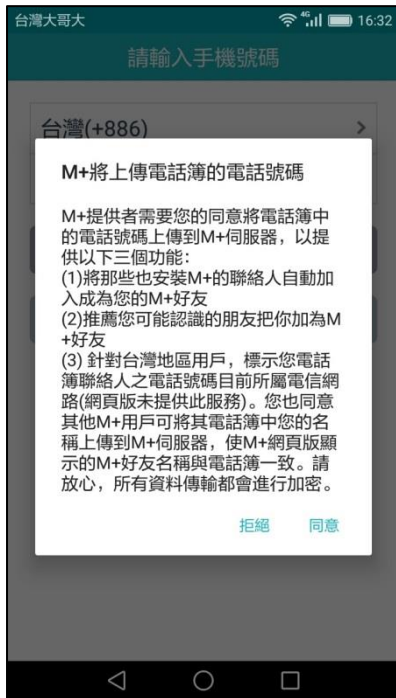 台灣大哥大 4G 16:32
請輸入手機號碼
台灣(+886) >
M+將上傳電話簿的電話號碼
M+提供者需要您的同意將電話簿中
的電話號碼上傳到M+伺服器，以提
供以下三個功能：
(1)將那些也安裝M+的聯絡人自動加
入成為您的M+好友
(2)推薦您可能認識的朋友把你加為M
+好友
(3) 針對台灣地區用戶，標示您電話
簿聯絡人之電話號碼目前所屬電信網
路(網頁版未提供此服務)。您也同意
其他M+用戶可將其電話簿中您的名
稱上傳到M+伺服器，使M+網頁版顯
示的M+好友名稱與電話簿一致。請
放心，所有資料傳輸都會進行加密。
拒絕 同意